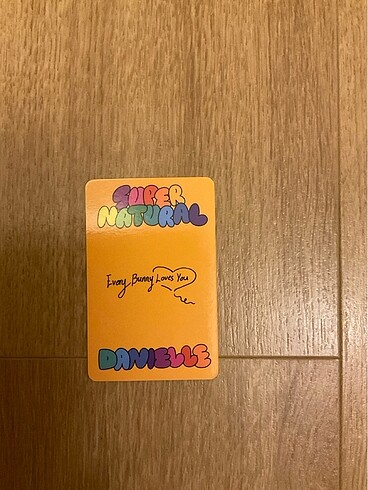 SUPER
NATURAL
Every Bunny Loves You
DANIELLE